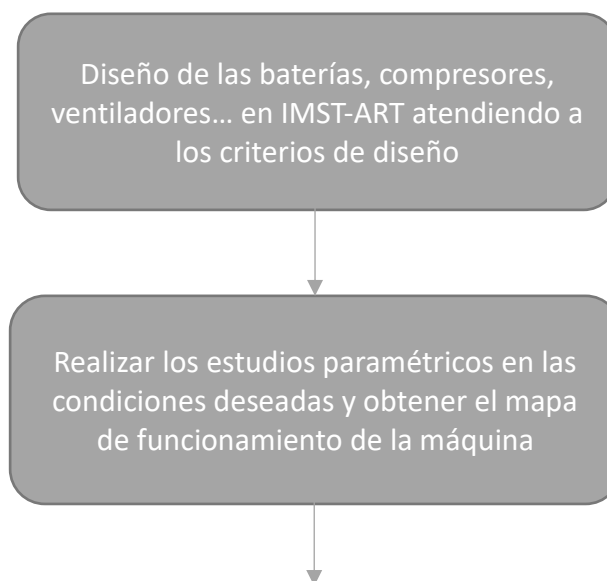 Diseño de las baterías, compresores,
ventiladores… en IMST-ART atendiendo a
los criterios de diseño
Realizar los estudios paramétricos en las
condiciones deseadas y obtener el mapa
de funcionamiento de la máquina